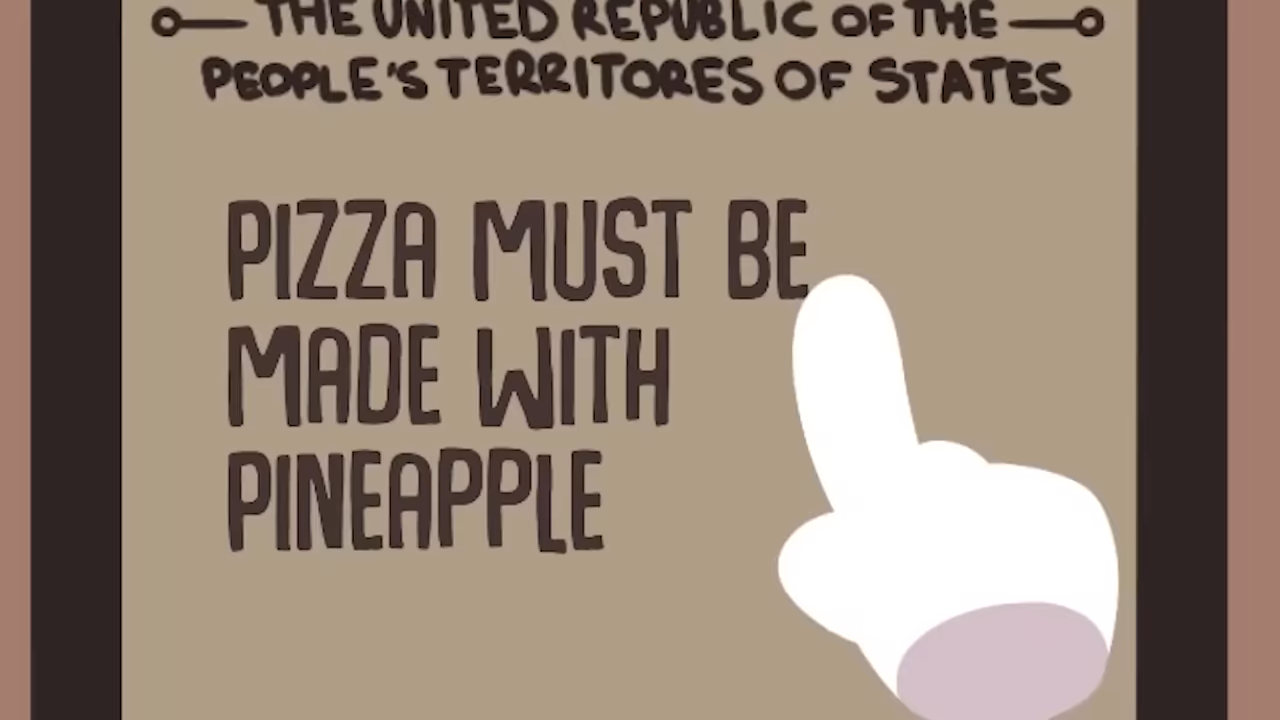 THE UNITED REPUBLIC OF THE
PEOPLE'S TERRITORES OF STATES
PIZZA MUST BE
MADE WITH
PINEAPPLE